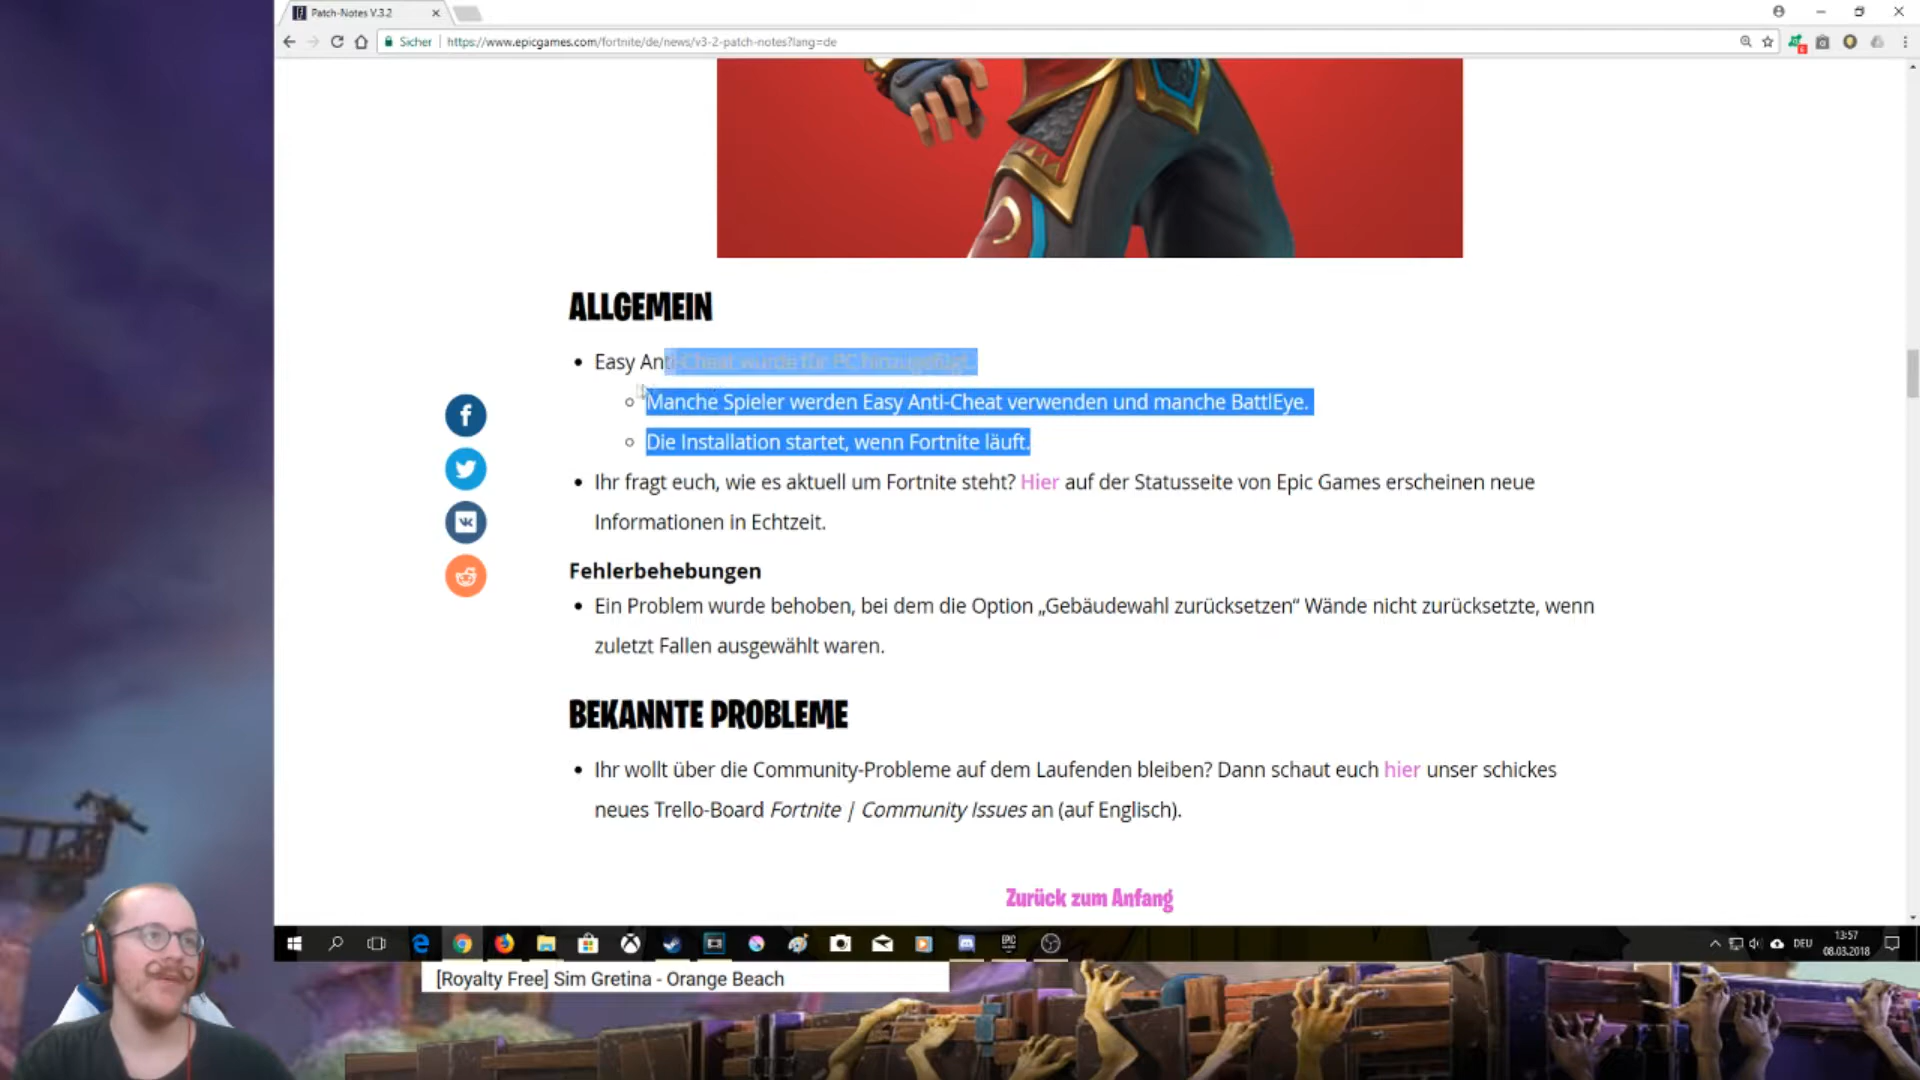 Patch-Notes V.3.2
Sicher
https://www.epicgames.com/fortnite/de/news/v3-2-patch-notes?lang=de
ALLGEMEIN
Easy Anti-Cheat wurde für PC hinzugefügt.
Manche Spieler werden Easy Anti-Cheat verwenden und manche BattlEye.
Die Installation startet, wenn Fortnite läuft.
Ihr fragt euch, wie es aktuell um Fortnite steht? Hier auf der Statusseite von Epic Games erscheinen neue
Informationen in Echtzeit.
Fehlerbehebungen
Ein Problem wurde behoben, bei dem die Option „Gebäudewahl zurücksetzen“ Wände nicht zurücksetzte, wenn
zuletzt Fallen ausgewählt waren.
BEKANNTE PROBLEME
Ihr wollt über die Community-Probleme auf dem Laufenden bleiben? Dann schaut euch hier unser schickes
neues Trello-Board Fortnite | Community Issues an (auf Englisch).
Zurück zum Anfang
EPIC
DEU
13:57
08.03.2018
[Royalty Free] Sim Gretina - Orange Beach